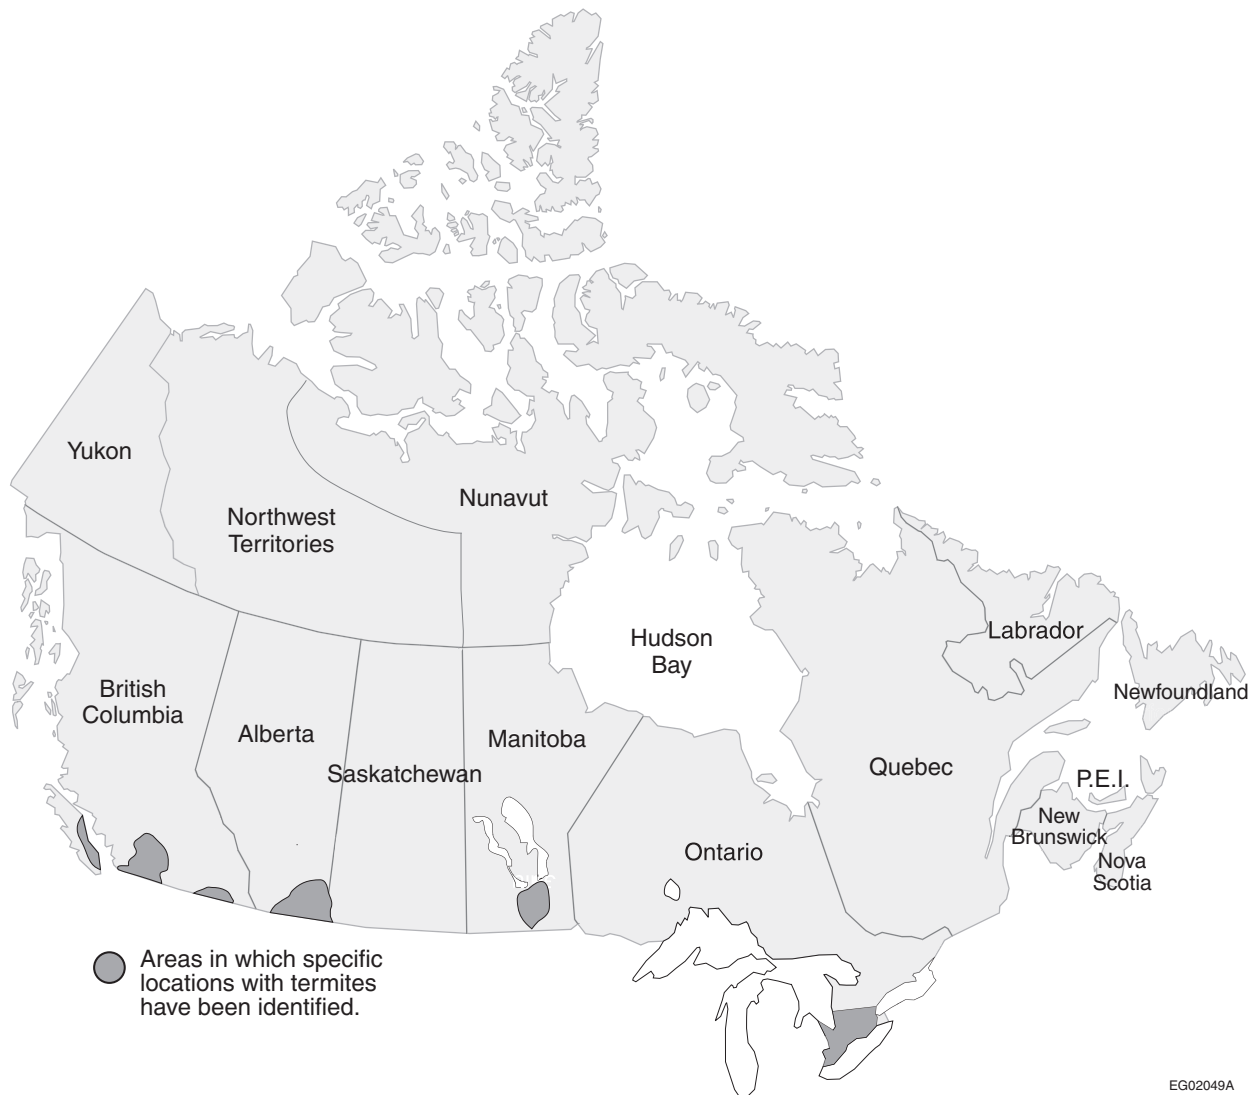 Yukon
Northwest
Territories
Nunavut
Hudson
Bay
Labrador
Newfoundland
British
Columbia
Alberta
Saskatchewan
Manitoba
Quebec
P.E.I.
New
Brunswick
Nova
Scotia
Ontario
Areas in which specific
locations with termites
have been identified.
EG02049A